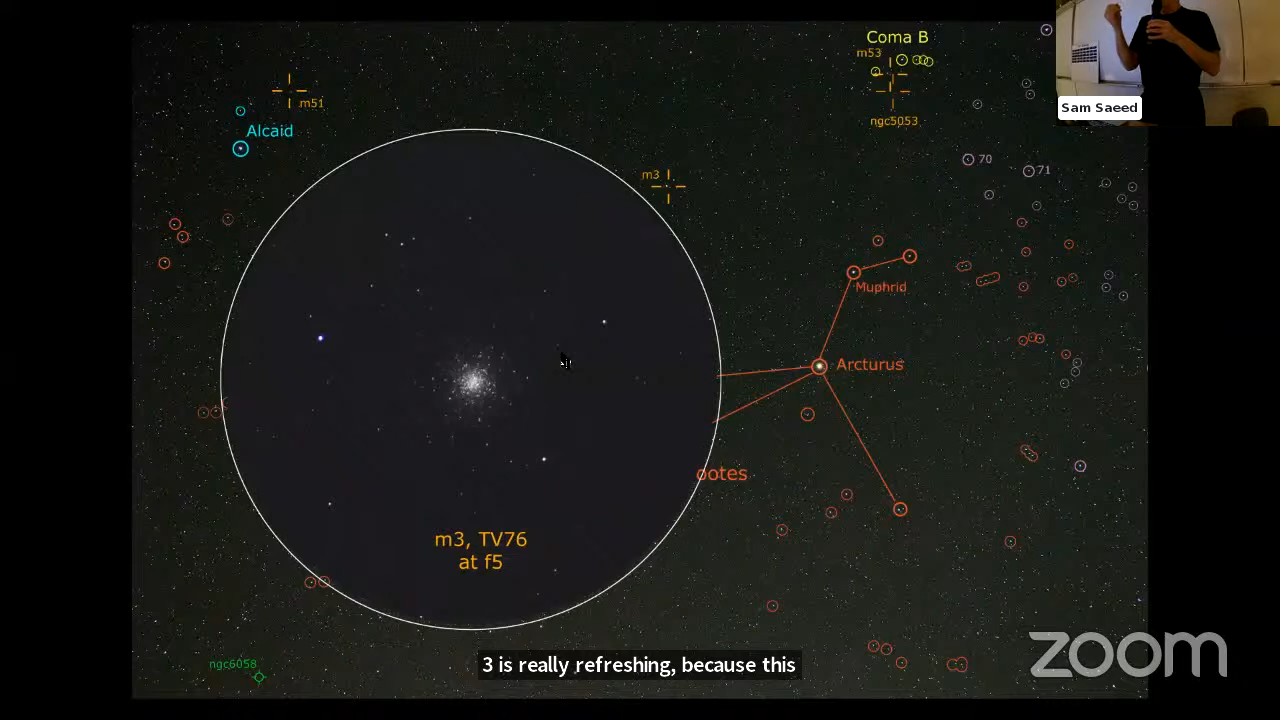 Coma B
m53
m51
Sam Saeed
ngc5053
Alcaid
70
71
m3
Muphrid
Arcturus
ootes
m3, TV76
at f5
ngc6058
3 is really refreshing, because this
zoom